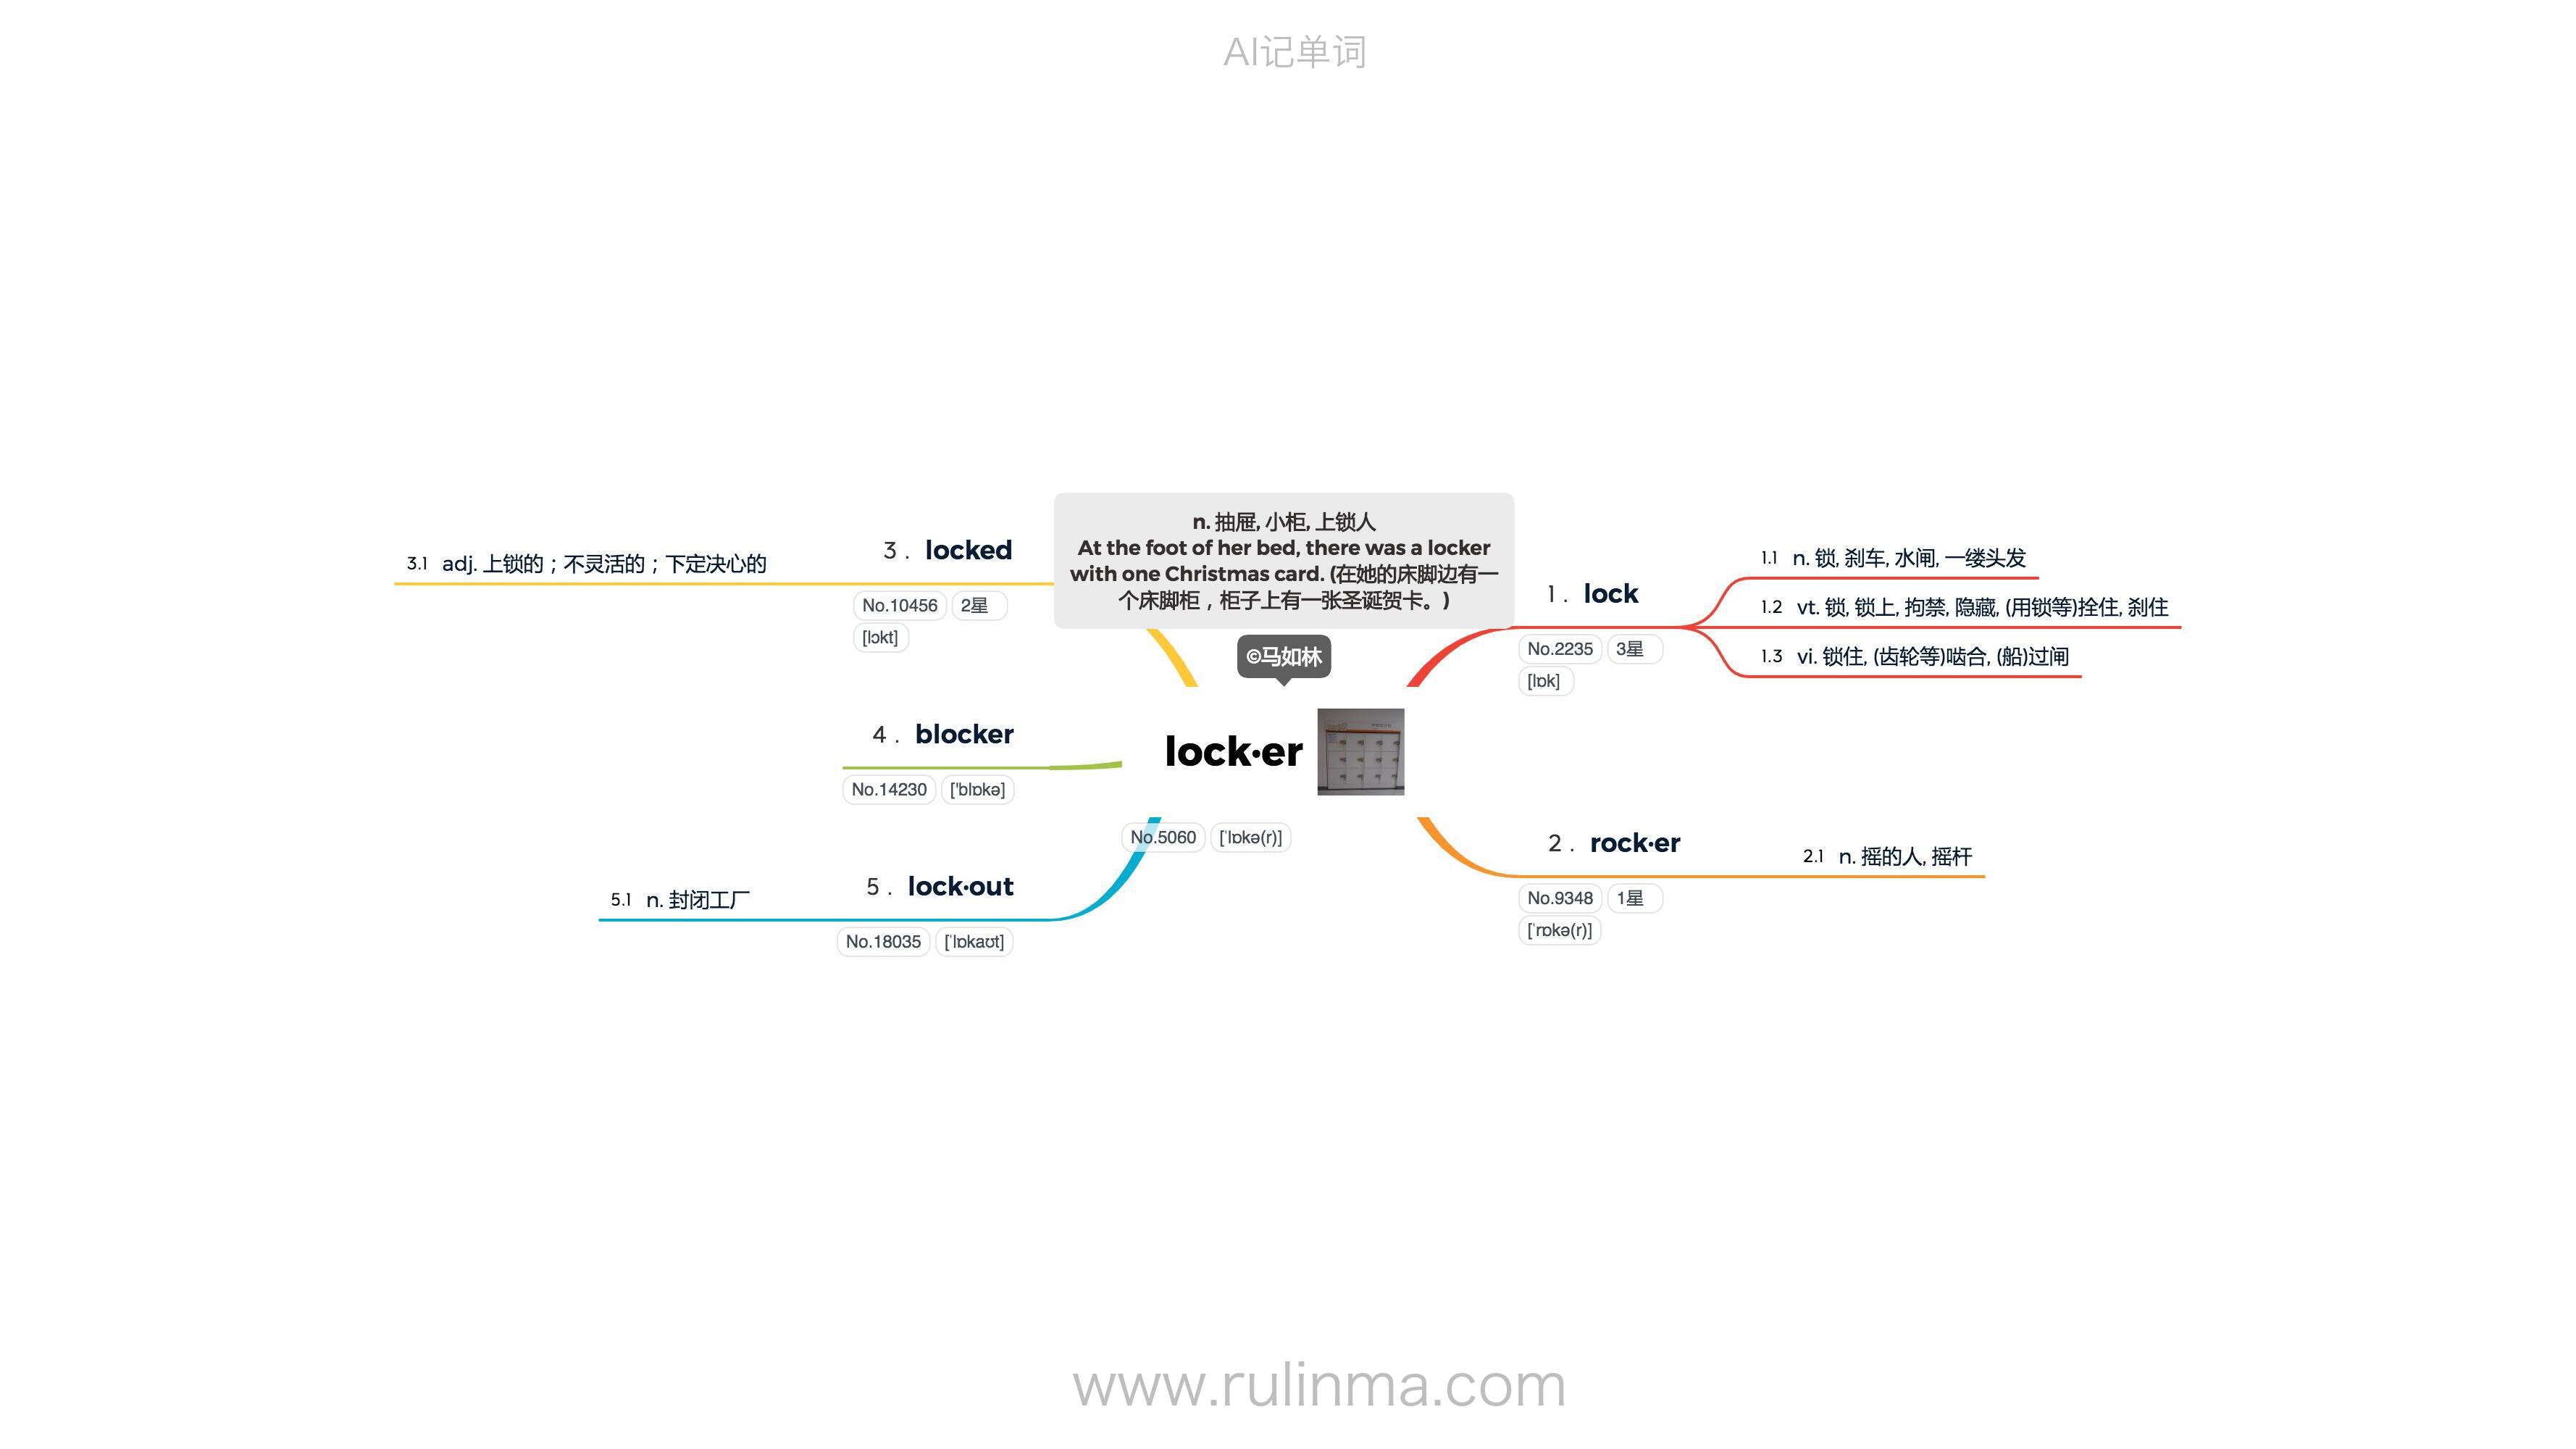 AI记单词
n. 抽屉, 小柜, 上锁人
At the foot of her bed, there was a locker
with one Christmas card. (在她的床脚边有一
个床脚柜，柜子上有一张圣诞贺卡。)
©马如林
lock·er
No.5060 [ˈlɒkə(r)]
1 . lock
No.2235 3星
[lɒk]
1.1 n. 锁, 刹车, 水闸, 一缕头发
1.2 vt. 锁, 锁上, 拘禁, 隐藏, (用锁等)拴住, 刹住
1.3 vi. 锁住, (齿轮等)啮合, (船)过闸
2 . rock·er
No.9348 1星
[ˈrɒkə(r)]
2.1 n. 摇的人, 摇杆
3 . locked
No.10456 2星
[lɔkt]
3.1 adj. 上锁的；不灵活的；下定决心的
4 . blocker
No.14230 ['blɒkə]
5 . lock·out
No.18035 [ˈlɒkaʊt]
5.1 n. 封闭工厂
www.rulinma.com